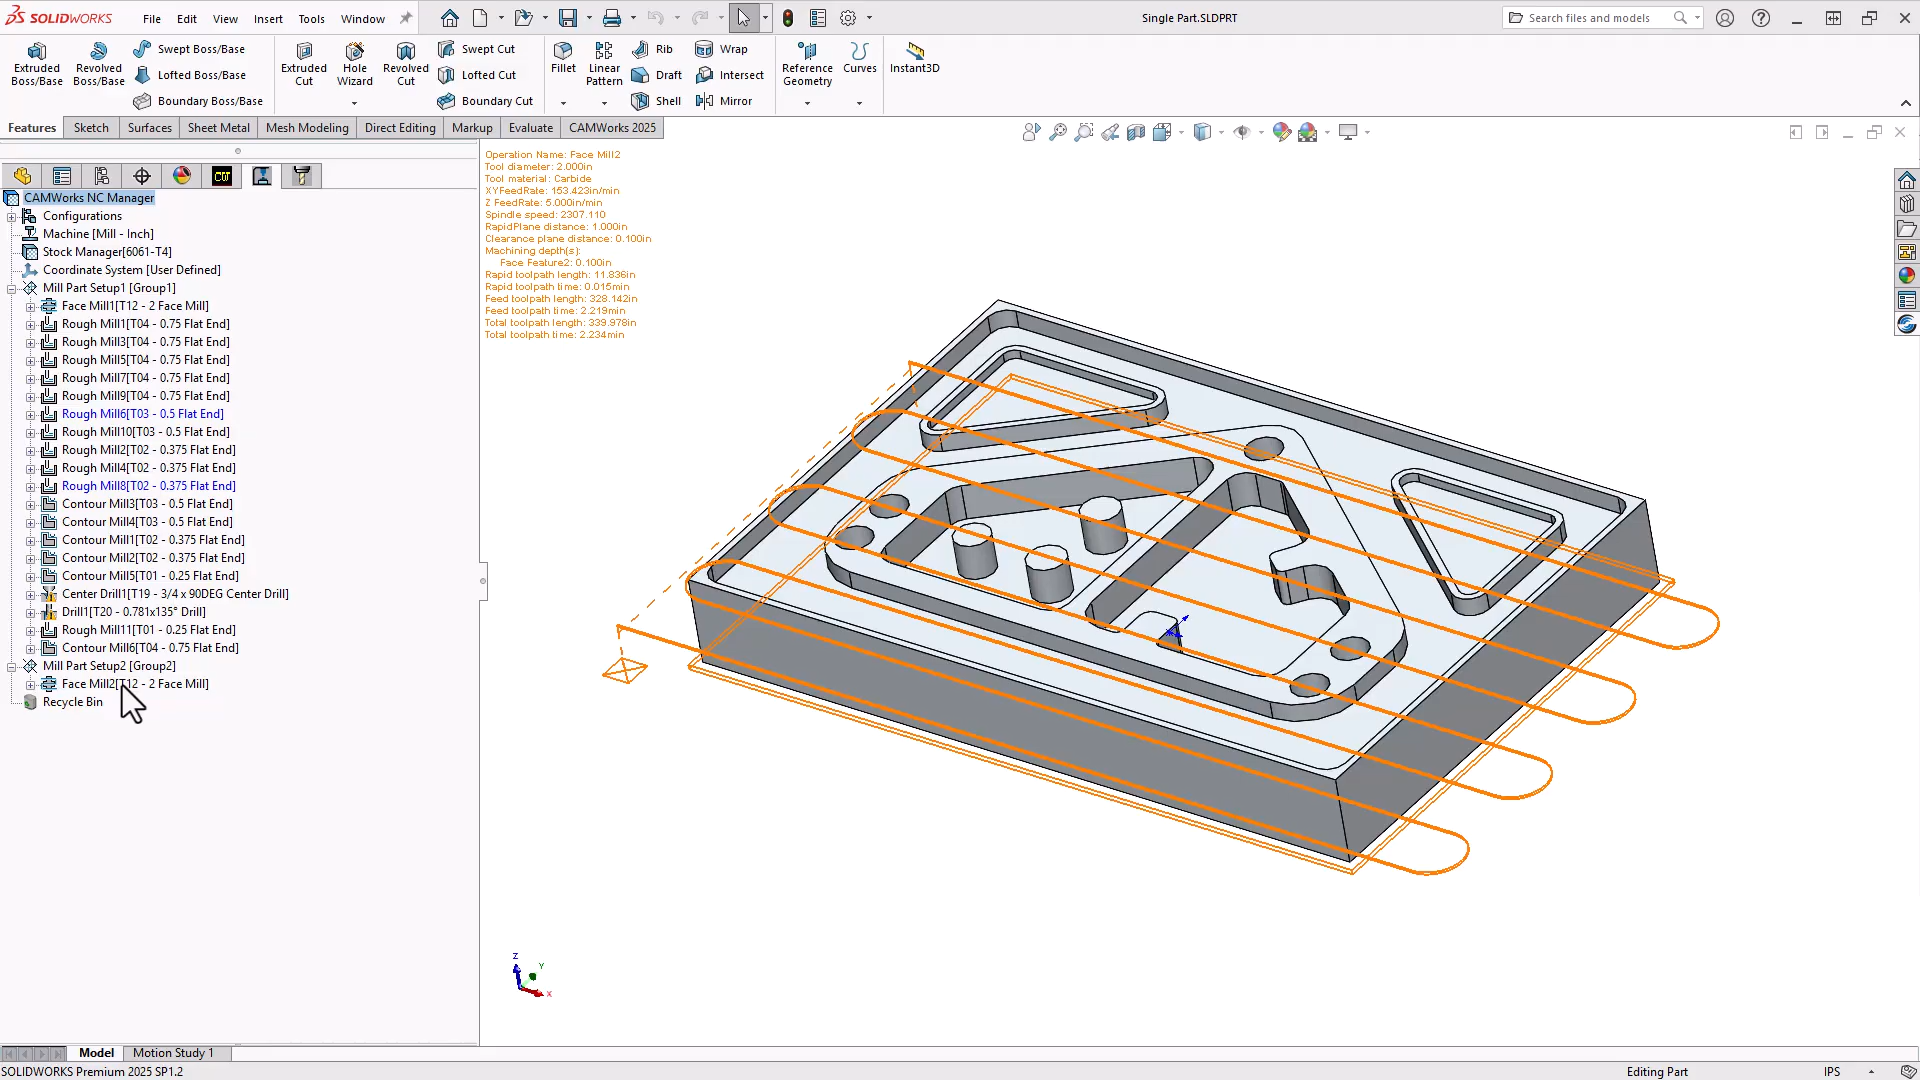 SOLIDWORKS File Edit View Insert Tools Window Single Part.SLDPRT Search files and models
Extruded Boss/Base
Revolved Boss/Base
Swept Boss/Base
Lofted Boss/Base
Boundary Boss/Base
Extruded Cut
Hole Wizard
Revolved Cut
Swept Cut
Lofted Cut
Boundary Cut
Fillet
Linear Pattern
Rib
Draft
Shell
Wrap
Intersect
Mirror
Reference Geometry
Curves
Instant3D
Features Sketch Surfaces Sheet Metal Mesh Modeling Direct Editing Markup Evaluate CAMWorks 2025
CW
CAMWorks NC Manager
Configurations
Machine [Mill - Inch]
Stock Manager[6061-T4]
Coordinate System [User Defined]
Mill Part Setup1 [Group1]
Face Mill1[T12 - 2 Face Mill]
Rough Mill1[T04 - 0.75 Flat End]
Rough Mill3[T04 - 0.75 Flat End]
Rough Mill5[T04 - 0.75 Flat End]
Rough Mill7[T04 - 0.75 Flat End]
Rough Mill9[T04 - 0.75 Flat End]
Rough Mill6[T03 - 0.5 Flat End]
Rough Mill10[T03 - 0.5 Flat End]
Rough Mill2[T02 - 0.375 Flat End]
Rough Mill4[T02 - 0.375 Flat End]
Rough Mill8[T02 - 0.375 Flat End]
Contour Mill3[T03 - 0.5 Flat End]
Contour Mill4[T03 - 0.5 Flat End]
Contour Mill1[T02 - 0.375 Flat End]
Contour Mill2[T02 - 0.375 Flat End]
Contour Mill5[T01 - 0.25 Flat End]
Center Drill1[T19 - 3/4 x 90DEG Center Drill]
Drill1[T20 - 0.781x135° Drill]
Rough Mill11[T01 - 0.25 Flat End]
Contour Mill6[T04 - 0.75 Flat End]
Mill Part Setup2 [Group2]
Face Mill2[T12 - 2 Face Mill]
Recycle Bin
Operation Name: Face Mill2
Tool diameter: 2.000in
Tool material: Carbide
XYFeedRate: 153.423in/min
Z FeedRate: 5.000in/min
Spindle speed: 2307.110
RapidPlane distance: 1.000in
Clearance plane distance: 0.100in
Machining depth(s):
Face Feature2: 0.100in
Rapid toolpath length: 11.836in
Rapid toolpath time: 0.015min
Feed toolpath length: 328.142in
Feed toolpath time: 2.219min
Total toolpath length: 339.978in
Total toolpath time: 2.234min
Z
Y
X
Model Motion Study 1
SOLIDWORKS Premium 2025 SP1.2 Editing Part IPS